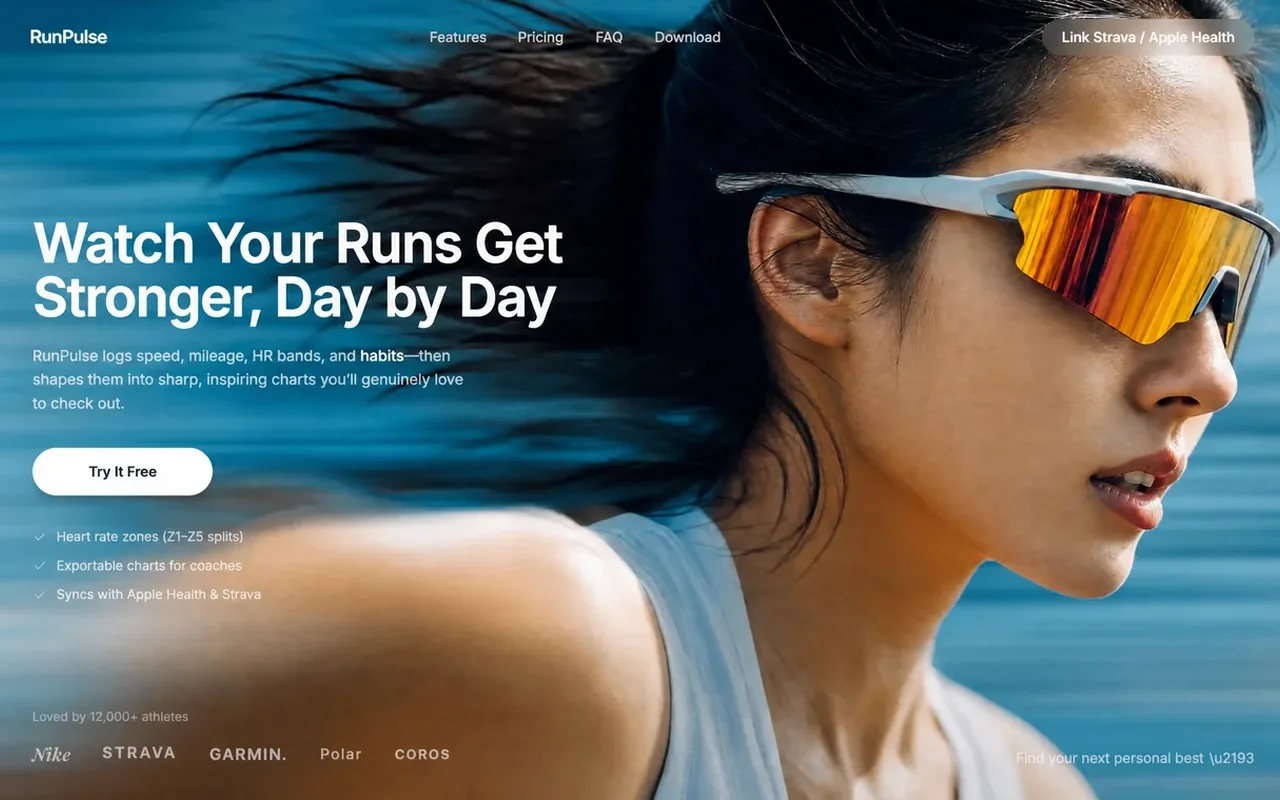 RunPulse
Features
Pricing
FAQ
Download
Link Strava / Apple Health
Watch Your Runs Get
Stronger, Day by Day
RunPulse logs speed, mileage, HR bands, and habits—then
shapes them into sharp, inspiring charts you’ll genuinely love
to check out.
Try It Free
Heart rate zones (Z1–Z5 splits)
Exportable charts for coaches
Syncs with Apple Health & Strava
Loved by 12,000+ athletes
Nike
STRAVA
GARMIN.
Polar
COROS
Find your next personal best \u2193